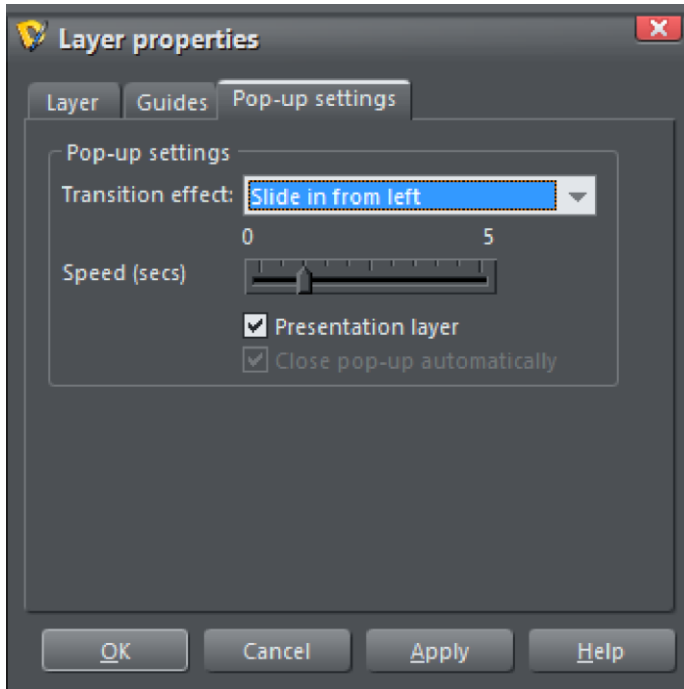 Layer properties
Layer Guides Pop-up settings
Pop-up settings
Transition effect: Slide in from left
0 5
Speed (secs)
Presentation layer
Close pop-up automatically
OK Cancel Apply Help